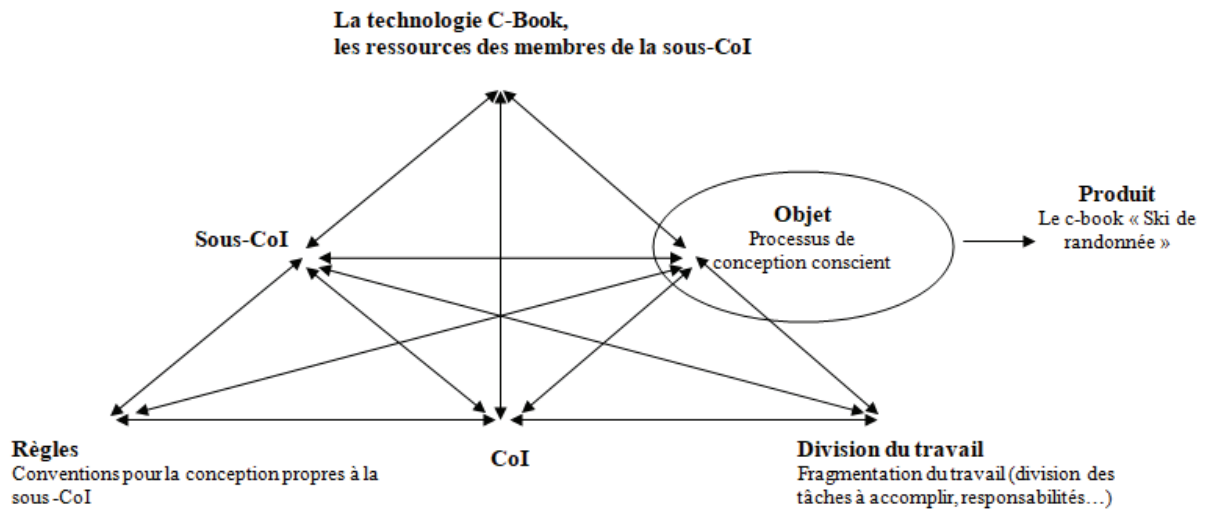 La technologie C-Book,
les ressources des membres de la sous-CoI
Sous-CoI
Objet
Processus de
conception conscient
Produit
Le c-book « Ski de
randonnée »
Règles
Conventions pour la conception propres à la
sous -CoI
CoI
Division du travail
Fragmentation du travail (division des
tâches à accomplir, responsabilités…)